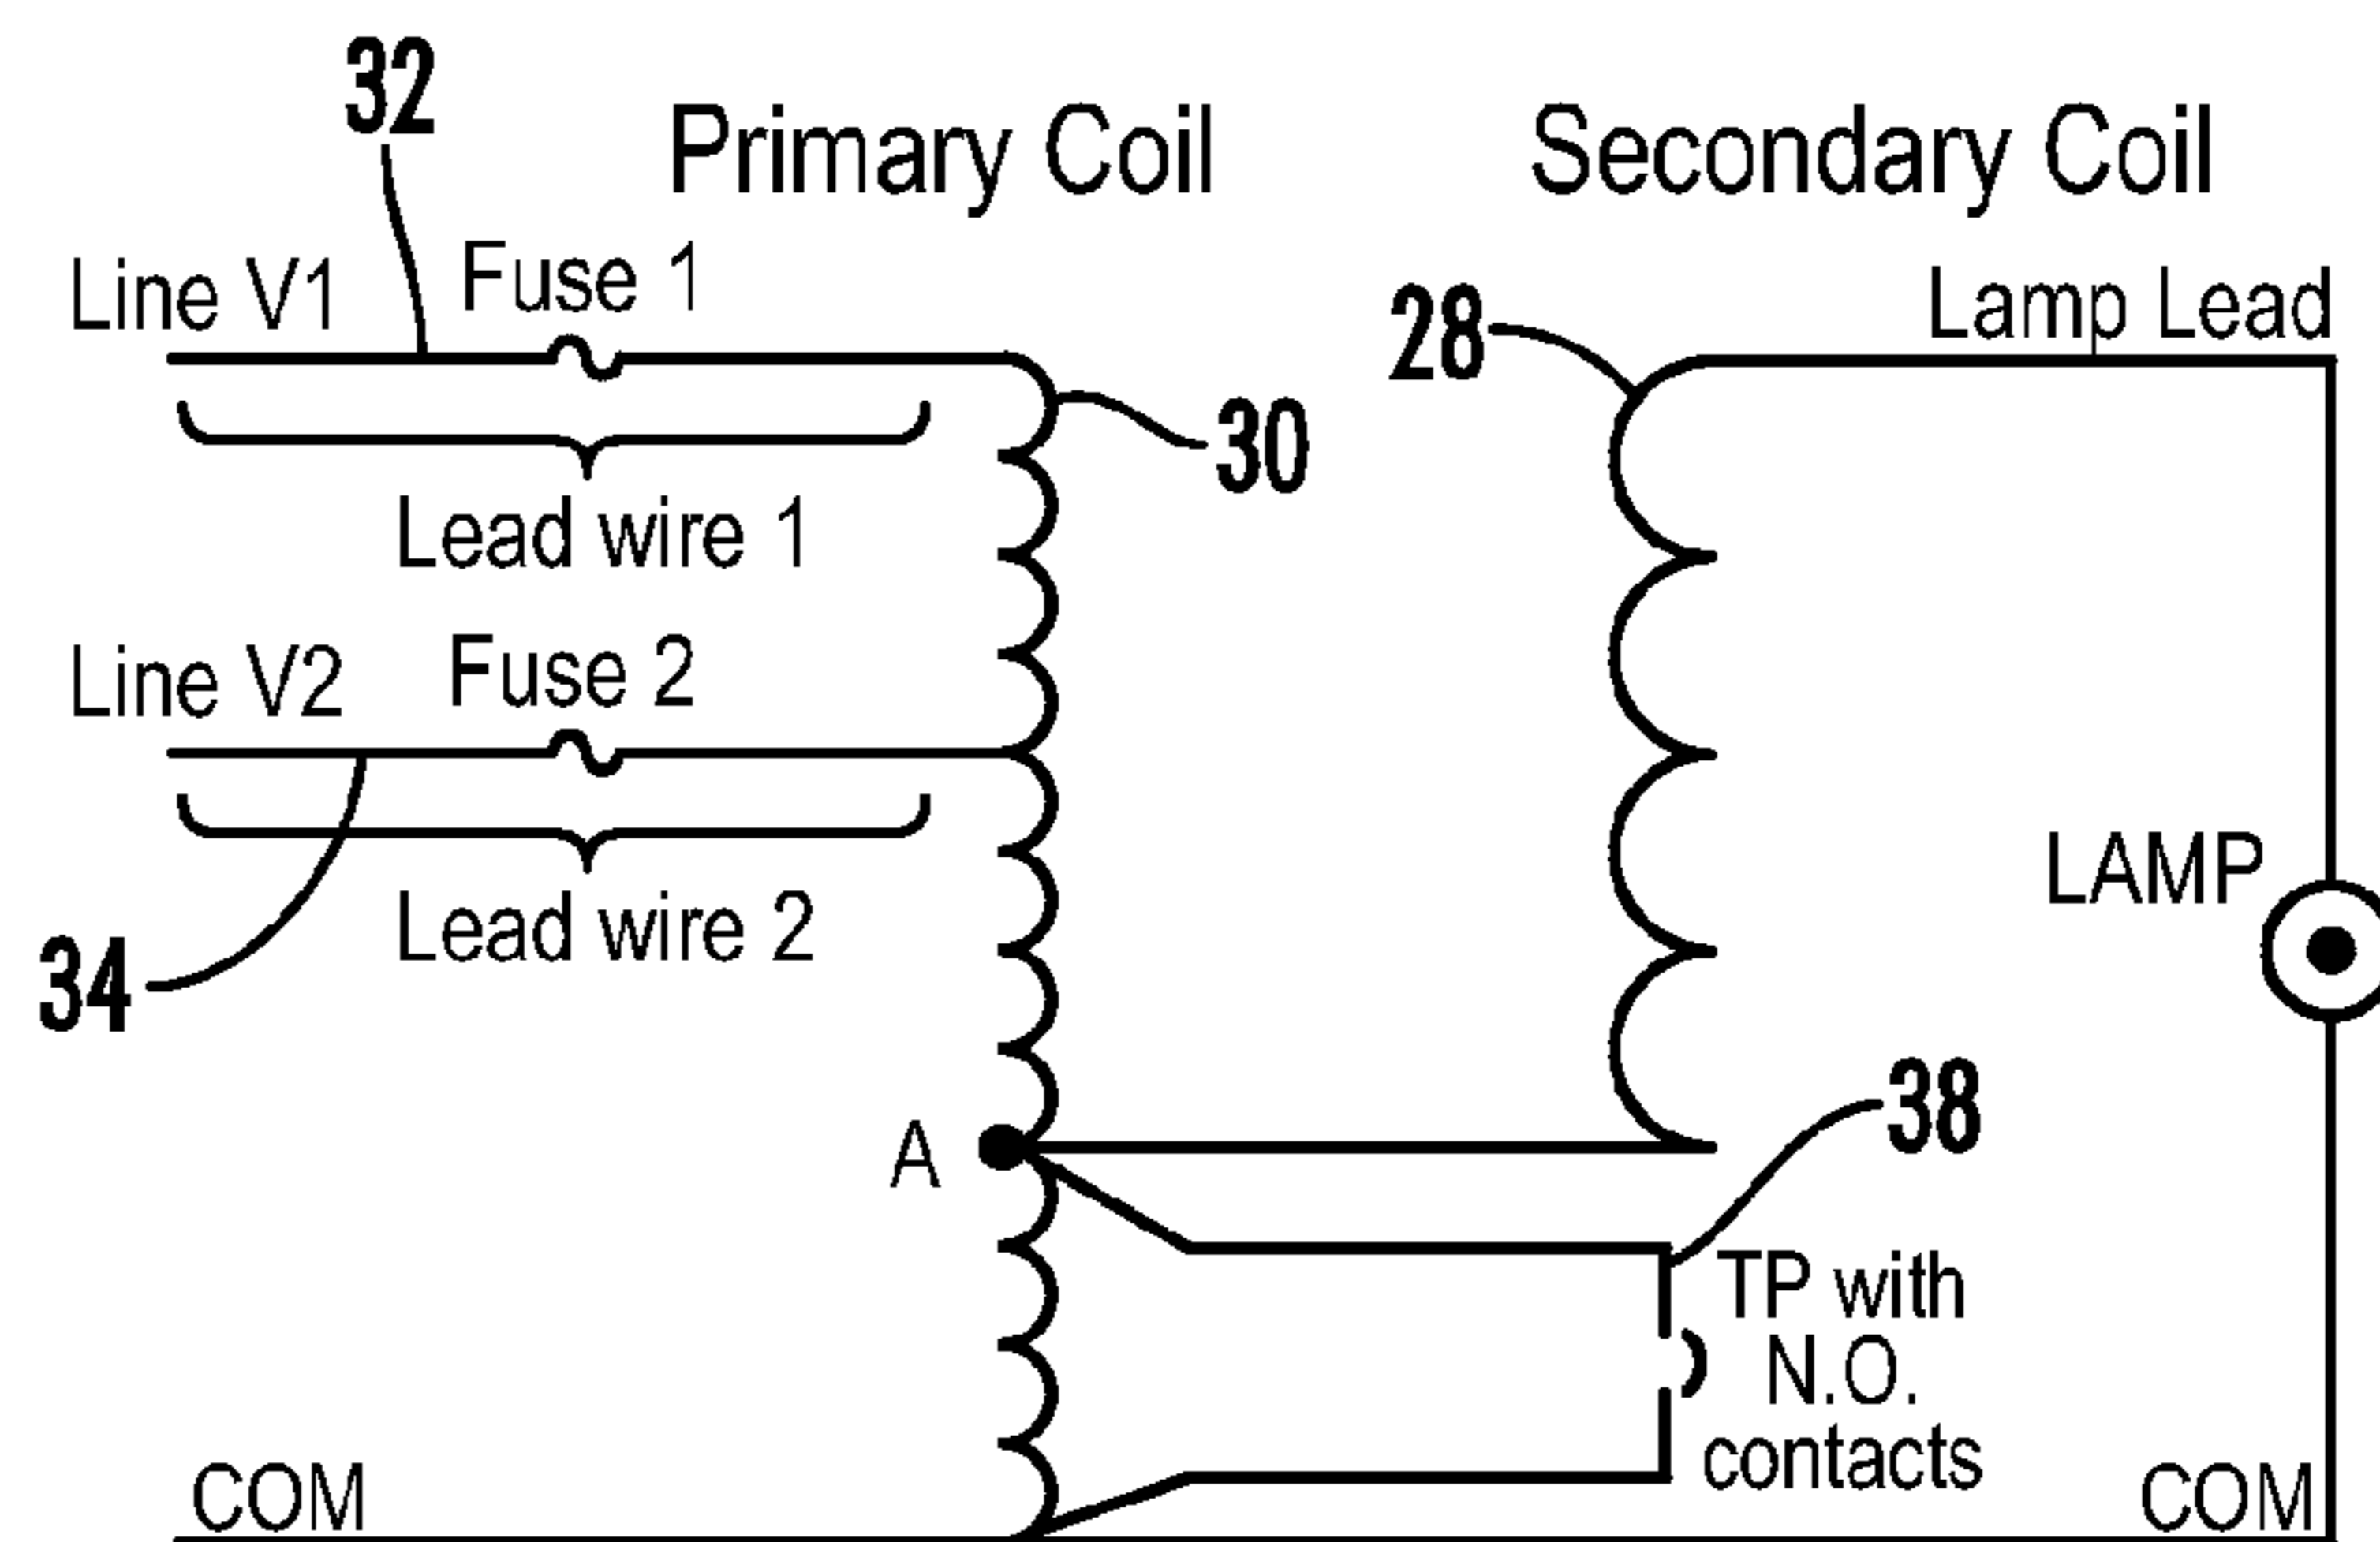 32
Primary Coil
Secondary Coil
Line V1
Fuse 1
Lamp Lead
28
30
Lead wire 1
Line V2
Fuse 2
LAMP
Lead wire 2
34
38
A
TP with
N.O.
contacts
COM
COM